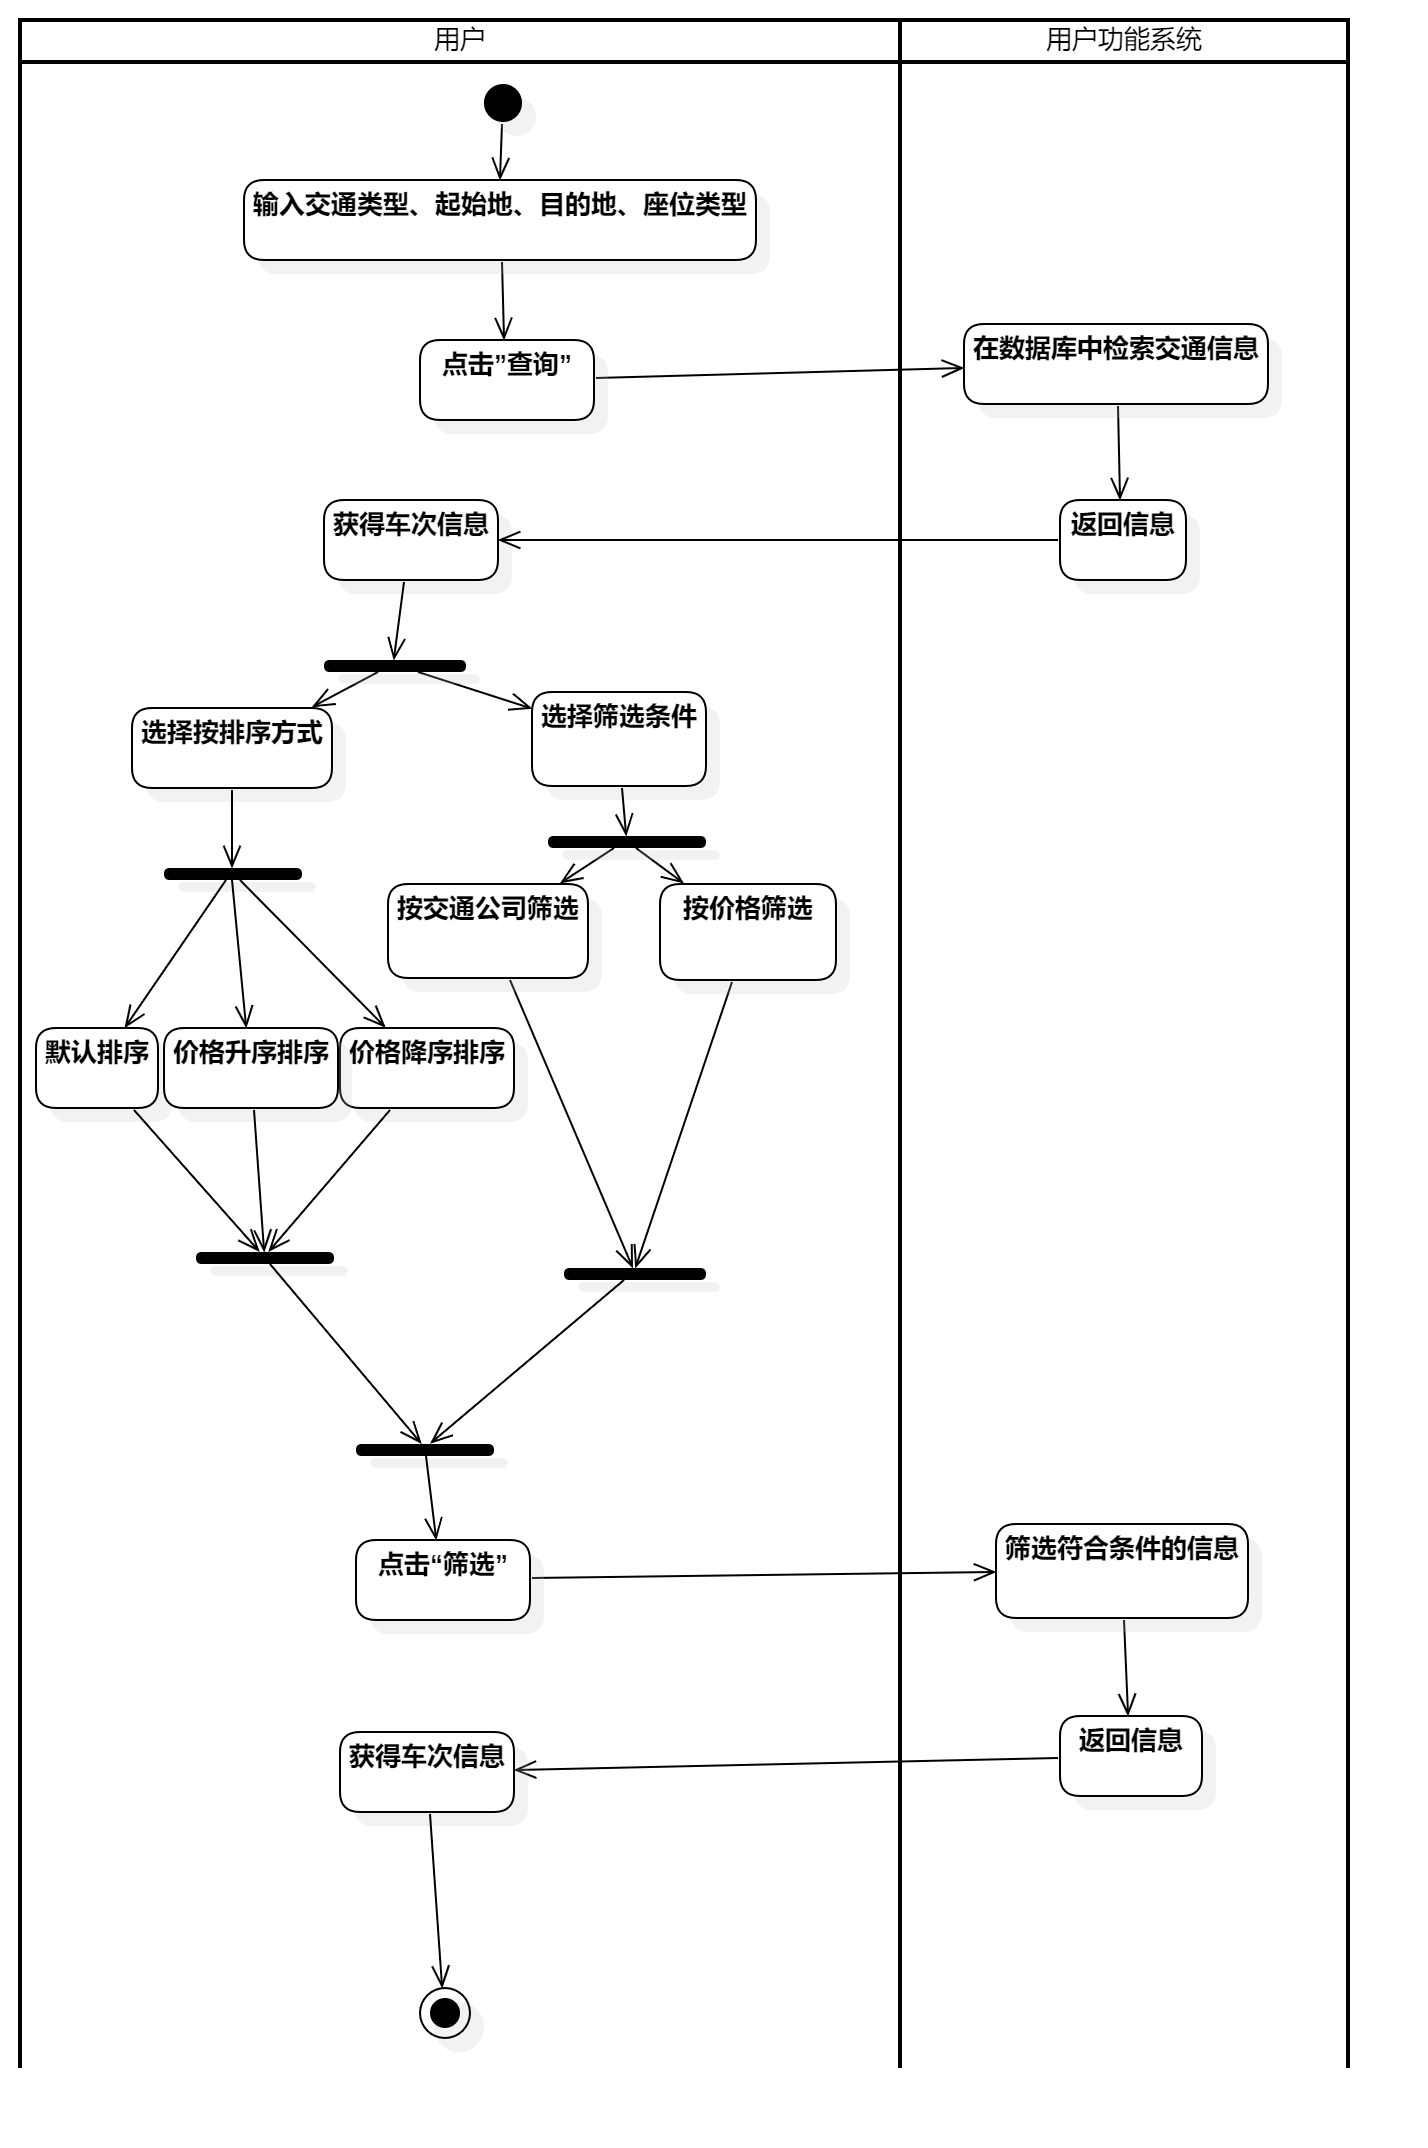 用户
用户功能系统
输入交通类型、起始地、目的地、座位类型
点击”查询”
在数据库中检索交通信息
获得车次信息
返回信息
选择按排序方式
选择筛选条件
按交通公司筛选
按价格筛选
默认排序
价格升序排序
价格降序排序
点击“筛选”
筛选符合条件的信息
返回信息
获得车次信息